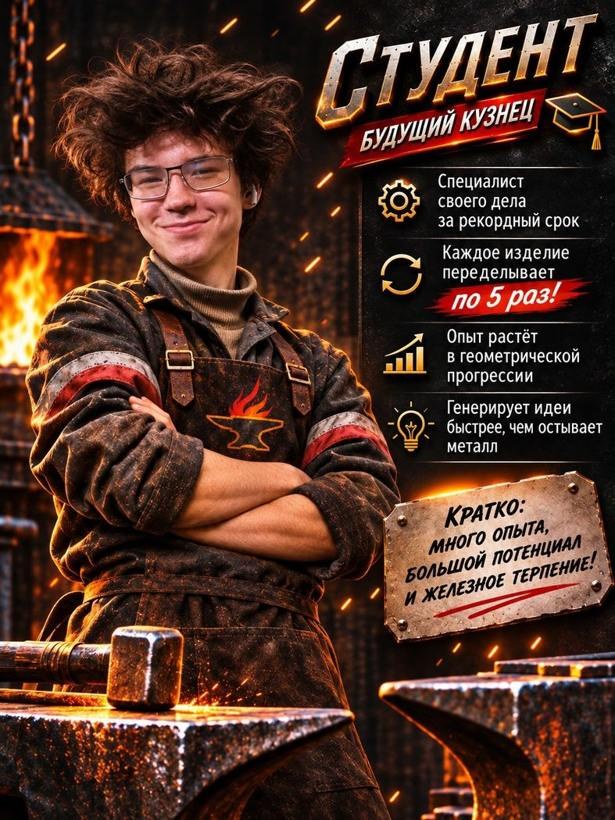 СТУДЕНТ
БУДУЩИЙ КУЗНЕЦ
Специалист
своего дела
за рекордный срок
Каждое изделие
переделывает
по 5 раз!
Опыт растёт
в геометрической
прогрессии
Генерирует идеи
быстрее, чем остывает
металл
Кратко:
много опыта,
большой потенциал
и железное терпение!